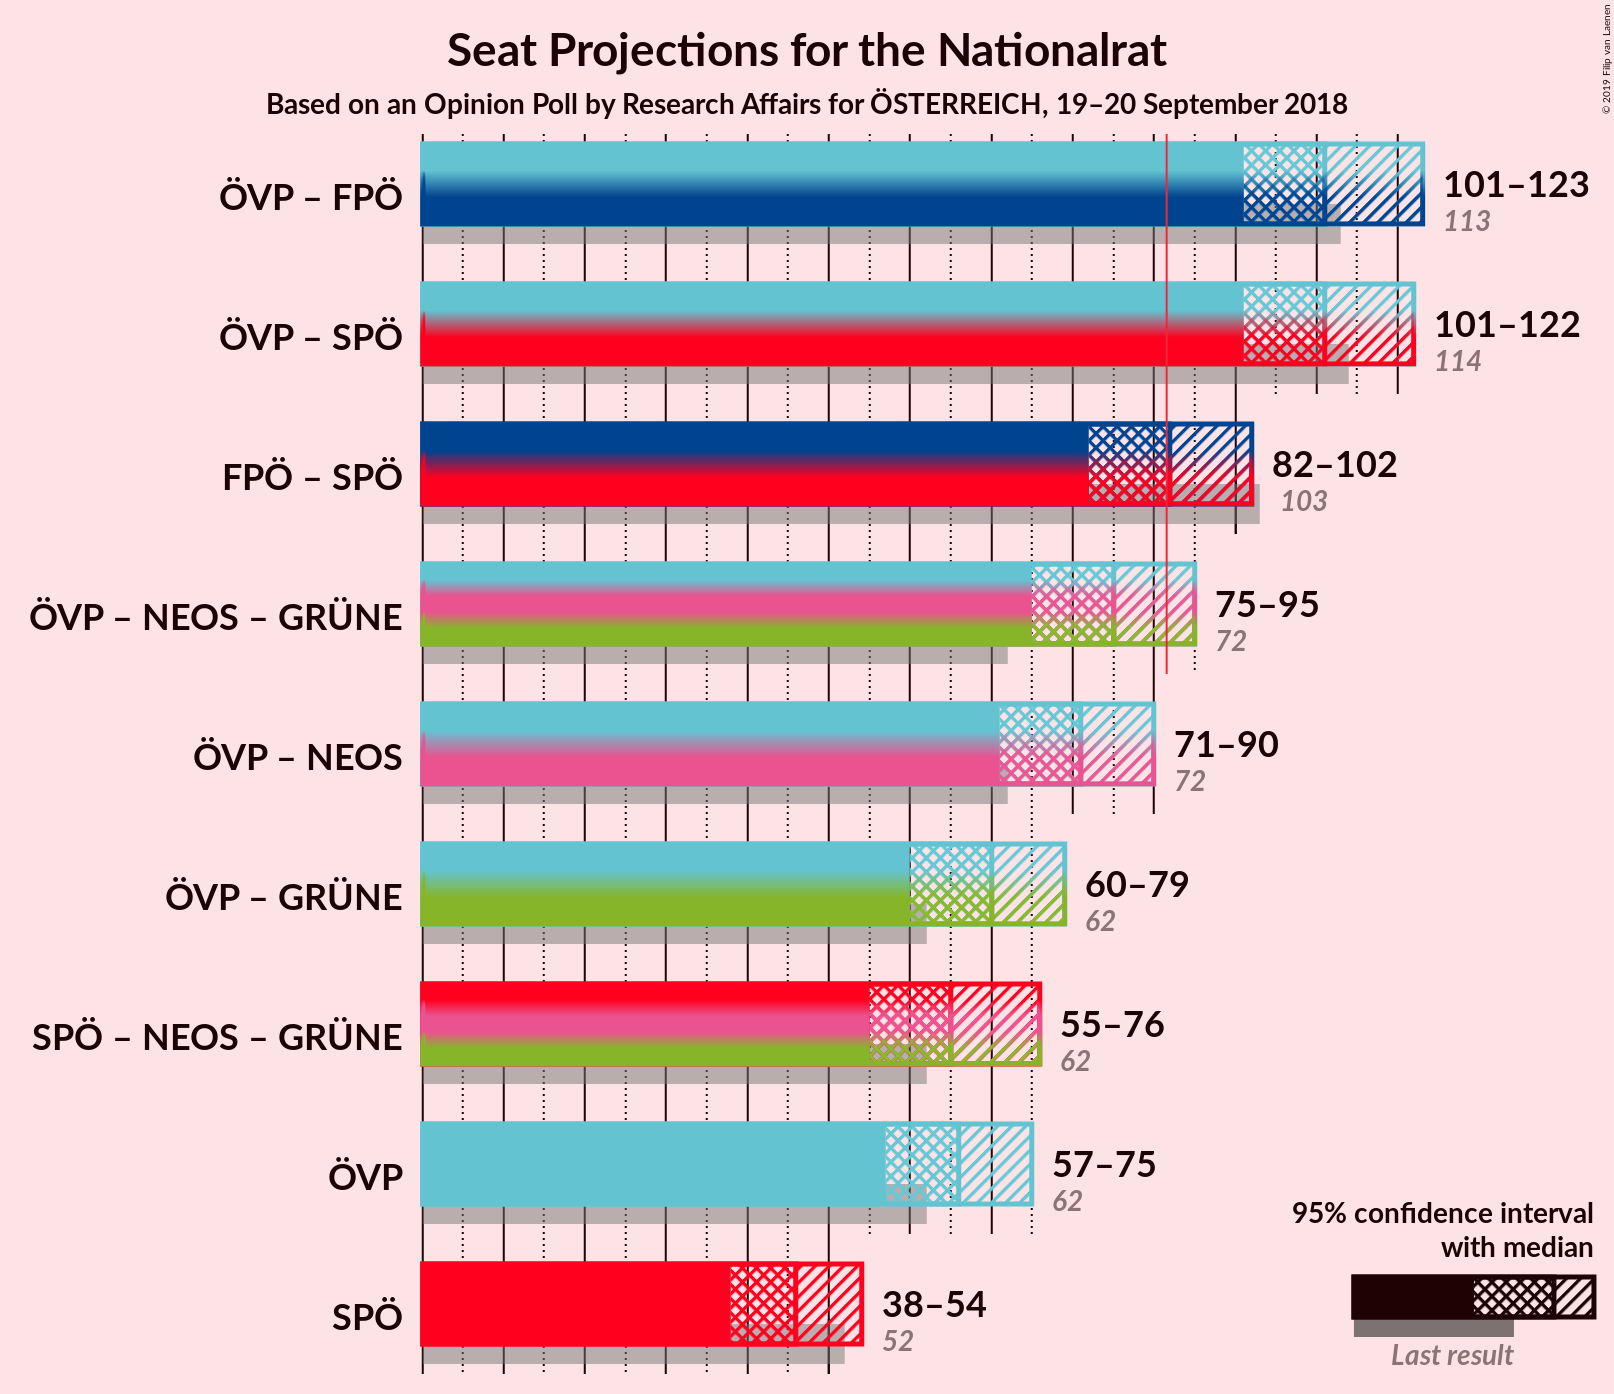 Seat Projections for the Nationalrat
Based on an Opinion Poll by Research Affairs for ÖSTERREICH, 19–20 September 2018
© 2019 Filip van Laenen
ÖVP – FPÖ
101–123
113
ÖVP – SPÖ
101–122
114
FPÖ – SPÖ
82–102
103
ÖVP – NEOS – GRÜNE
75–95
72
ÖVP – NEOS
71–90
72
ÖVP – GRÜNE
60–79
62
SPÖ – NEOS – GRÜNE
55–76
62
ÖVP
57–75
62
SPÖ
38–54
52
95% confidence interval
with median
Last result